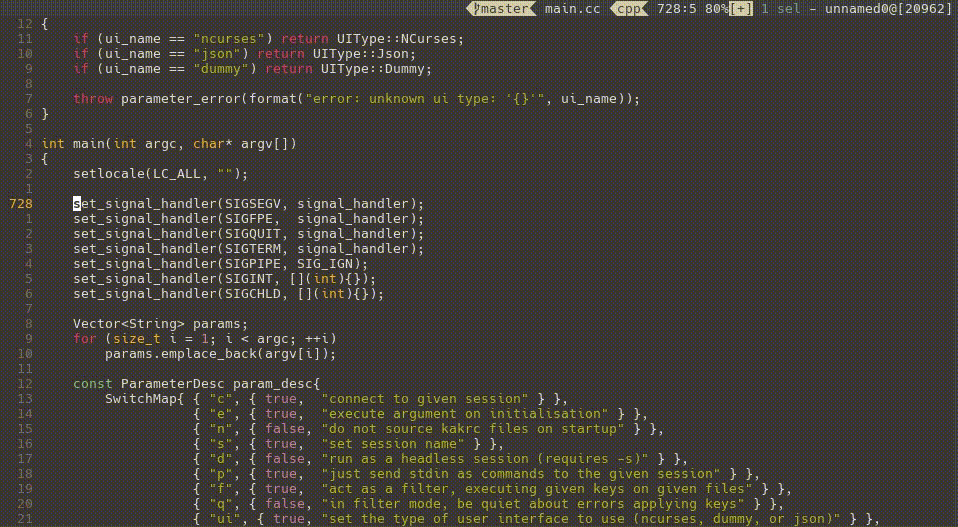 master main.cc cpp 728:5 80%[+] 1 sel - unnamed0@[20962]
12 {
11     if (ui_name == "ncurses") return UIType::NCurses;
10     if (ui_name == "json") return UIType::Json;
9     if (ui_name == "dummy") return UIType::Dummy;
8
7     throw parameter_error(format("error: unknown ui type: '{}'", ui_name));
6 }
5
4 int main(int argc, char* argv[])
3 {
2     setlocale(LC_ALL, "");
1
728     set_signal_handler(SIGSEGV, signal_handler);
1     set_signal_handler(SIGFPE,  signal_handler);
2     set_signal_handler(SIGQUIT, signal_handler);
3     set_signal_handler(SIGTERM, signal_handler);
4     set_signal_handler(SIGPIPE, SIG_IGN);
5     set_signal_handler(SIGINT, [](int){});
6     set_signal_handler(SIGCHLD, [](int){});
7
8     Vector<String> params;
9     for (size_t i = 1; i < argc; ++i)
10         params.emplace_back(argv[i]);
11
12     const ParameterDesc param_desc{
13         SwitchMap{ { "c", { true,  "connect to given session" } },
14                    { "e", { true,  "execute argument on initialisation" } },
15                    { "n", { false, "do not source kakrc files on startup" } },
16                    { "s", { true,  "set session name" } },
17                    { "d", { false, "run as a headless session (requires -s)" } },
18                    { "p", { true,  "just send stdin as commands to the given session" } },
19                    { "f", { true,  "act as a filter, executing given keys on given files" } },
20                    { "q", { false, "in filter mode, be quiet about errors applying keys" } },
21                    { "ui", { true, "set the type of user interface to use (ncurses, dummy, or json)" } },